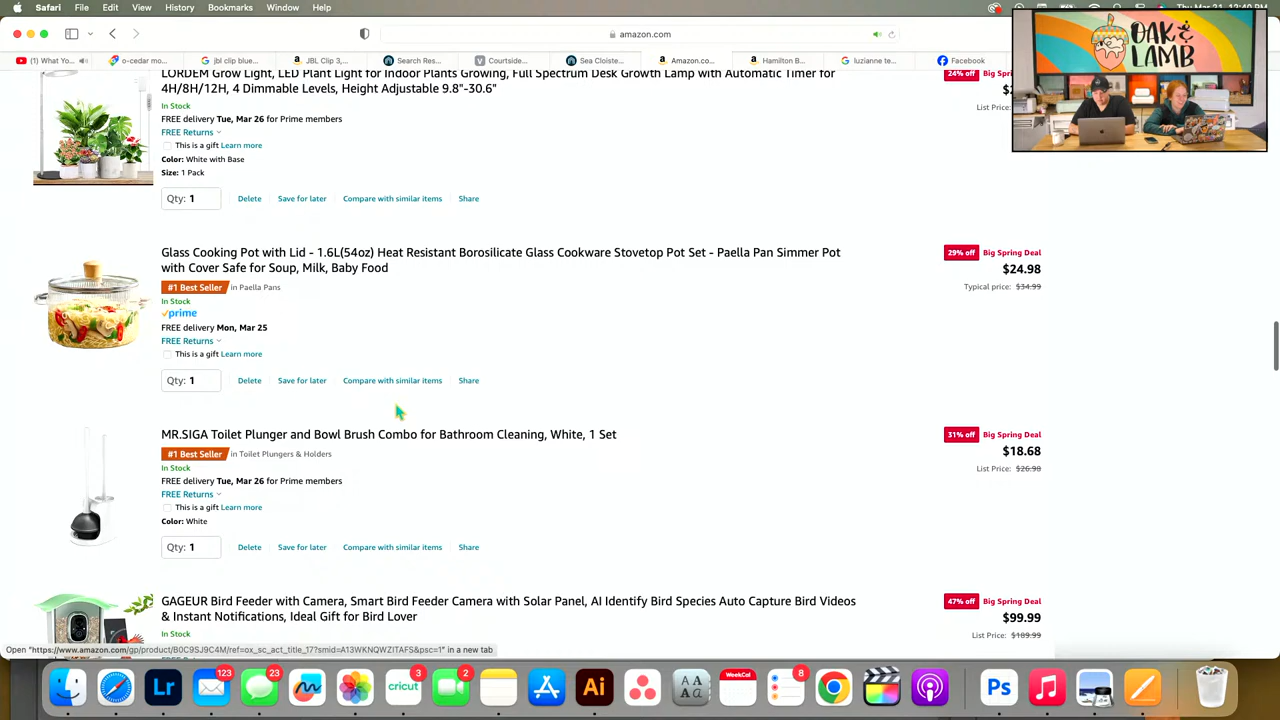 Safari File Edit View History Bookmarks Window Help
amazon.com
(1) What Yo...
o-cedar mo...
jbl clip blue...
JBL Clip 3,...
Search Res...
Courtside...
Sea Cloiste...
Amazon.co...
Hamilton B...
luzianne te...
Facebook
OAK &
LAMB
LORDEM Grow Light, LED Plant Light for Indoor Plants Growing, Full Spectrum Desk Growth Lamp with Automatic Timer for
4H/8H/12H, 4 Dimmable Levels, Height Adjustable 9.8"-30.6"
24% off Big Spri
List Price:
In Stock
FREE delivery Tue, Mar 26 for Prime members
FREE Returns
This is a gift Learn more
Color: White with Base
Size: 1 Pack
Qty: 1 Delete Save for later Compare with similar items Share
Glass Cooking Pot with Lid - 1.6L(54oz) Heat Resistant Borosilicate Glass Cookware Stovetop Pot Set - Paella Pan Simmer Pot
with Cover Safe for Soup, Milk, Baby Food
29% off Big Spring Deal
$24.98
Typical price: $34.99
#1 Best Seller in Paella Pans
In Stock
prime
FREE delivery Mon, Mar 25
FREE Returns
This is a gift Learn more
Qty: 1 Delete Save for later Compare with similar items Share
MR.SIGA Toilet Plunger and Bowl Brush Combo for Bathroom Cleaning, White, 1 Set
31% off Big Spring Deal
$18.68
List Price: $26.98
#1 Best Seller in Toilet Plungers & Holders
In Stock
FREE delivery Tue, Mar 26 for Prime members
FREE Returns
This is a gift Learn more
Color: White
Qty: 1 Delete Save for later Compare with similar items Share
GAGEUR Bird Feeder with Camera, Smart Bird Feeder Camera with Solar Panel, AI Identify Bird Species Auto Capture Bird Videos
& Instant Notifications, Ideal Gift for Bird Lover
47% off Big Spring Deal
$99.99
List Price: $189.99
In Stock
Open "https://www.amazon.com/gp/product/B0C9SJ9C4M/ref=ox_sc_act_title_17?smid=A13WKNQWZITAFS&psc=1" in a new tab
Lr
123
23
3
cricut
2
Ai
WeekCal
8
Ps